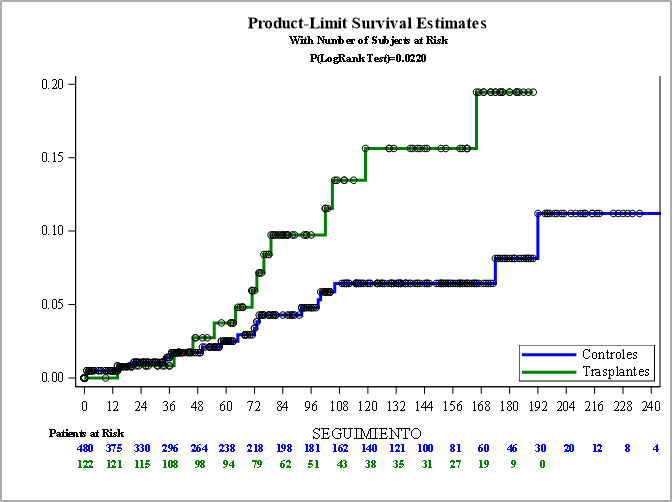 Product-Limit Survival Estimates
With Number of Subjects at Risk
P(LogRank Test)=0.0220
0.20
0.15
0.10
0.05
0.00
Controles
Trasplantes
0 12 24 36 48 60 72 84 96 108 120 132 144 156 168 180 192 204 216 228 240
Patients at Risk
SEGUIMIENTO
480 375 330 296 264 238 218 198 181 162 140 121 100 81 60 46 30 20 12 8 4
122 121 115 108 98 94 79 62 51 43 38 35 31 27 19 9 0